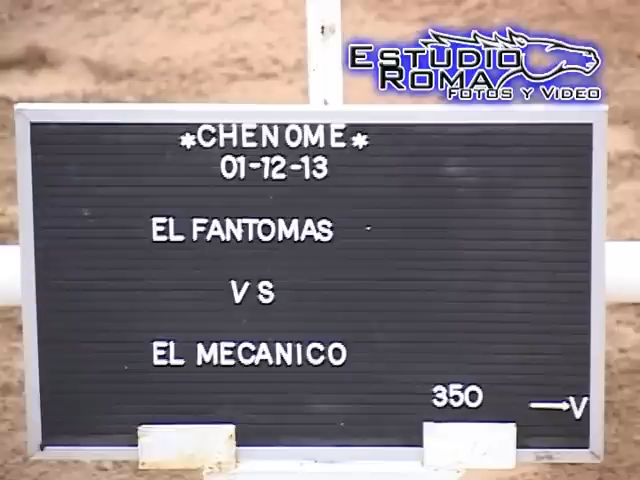 ESTUDIO
ROMA
FOTOS Y VIDEO
*CHENOME*
01-12-13
EL FANTOMAS
VS
EL MECANICO
350 →V